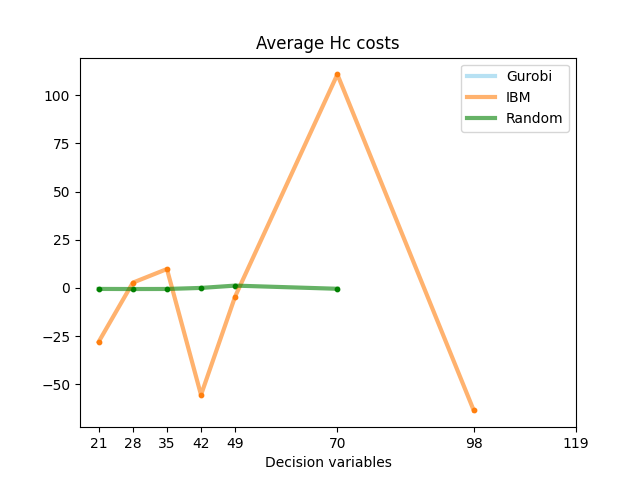 Average Hc costs
Gurobi
IBM
Random
100
75
50
25
0
−25
−50
21 28 35 42 49 70 98 119
Decision variables